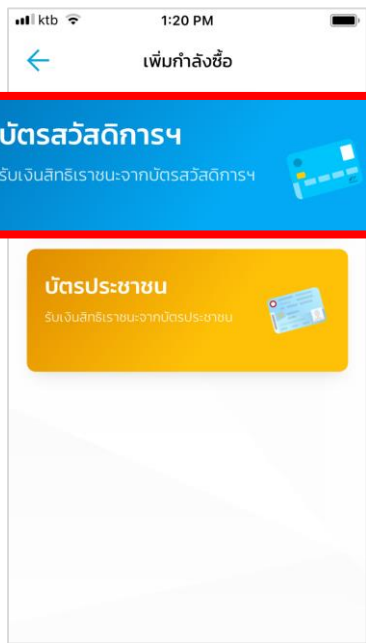 ktb 1:20 PM
เพิ่มกำลังซื้อ
บัตรสวัสดิการฯ
รับเงินสิทธิเราชนะจากบัตรสวัสดิการฯ
บัตรประชาชน
รับเงินสิทธิเราชนะจากบัตรประชาชน